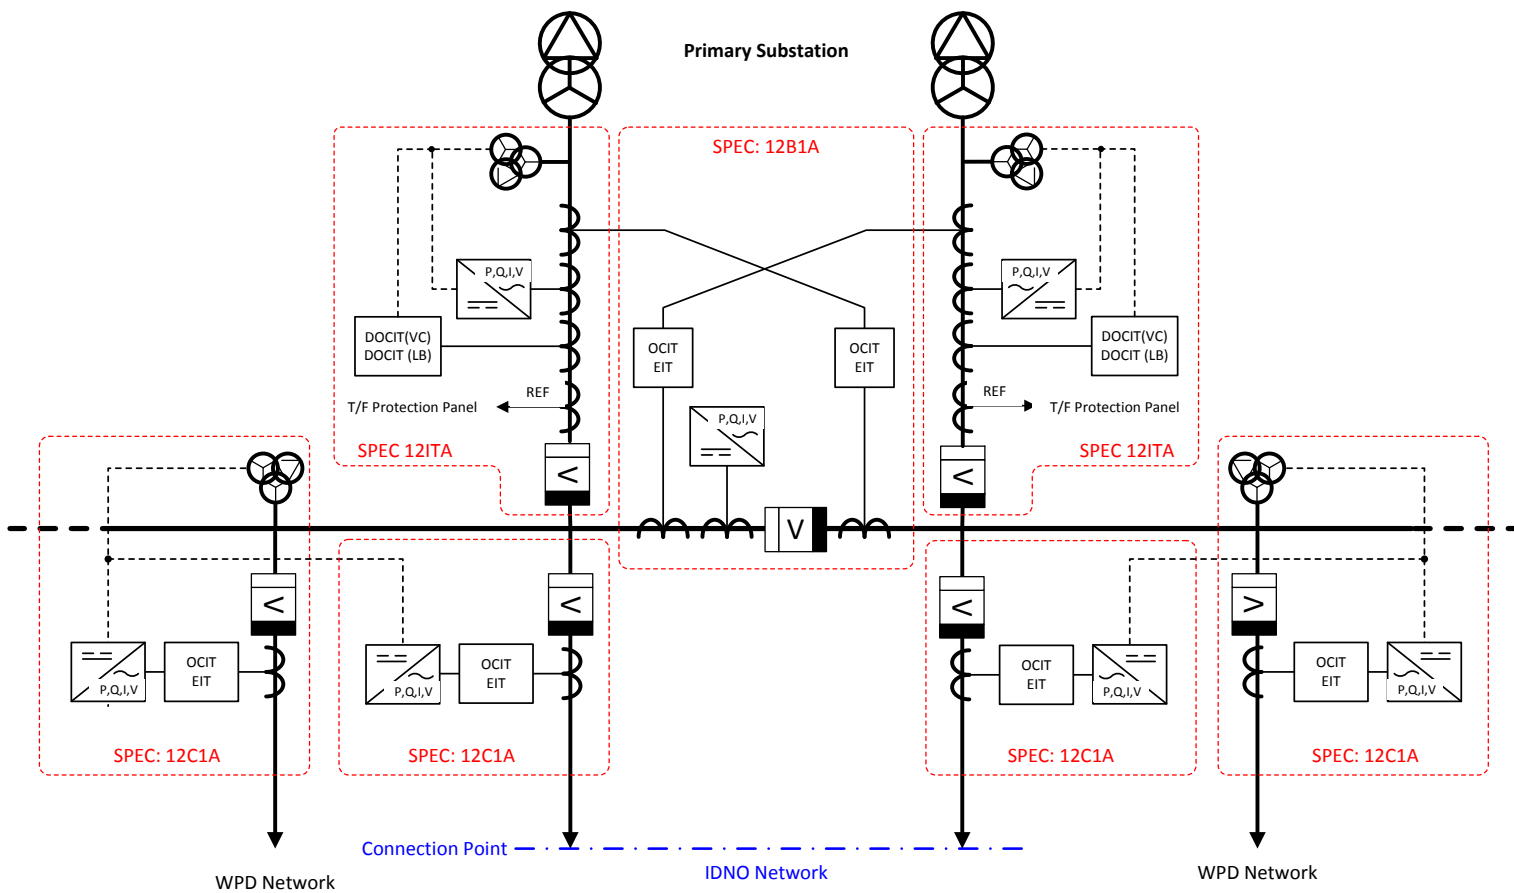 Primary Substation
SPEC: 12B1A
P,Q,I,V
P,Q,I,V
DOCIT(VC)
DOCIT (LB)
OCIT
EIT
OCIT
EIT
DOCIT(VC)
DOCIT (LB)
REF
T/F Protection Panel
REF
T/F Protection Panel
P,Q,I,V
SPEC 12ITA
SPEC 12ITA
V
V
V
V
V
V
V
OCIT
EIT
P,Q,I,V
OCIT
EIT
P,Q,I,V
OCIT
EIT
P,Q,I,V
OCIT
EIT
P,Q,I,V
SPEC: 12C1A
SPEC: 12C1A
SPEC: 12C1A
SPEC: 12C1A
Connection Point
IDNO Network
WPD Network
WPD Network